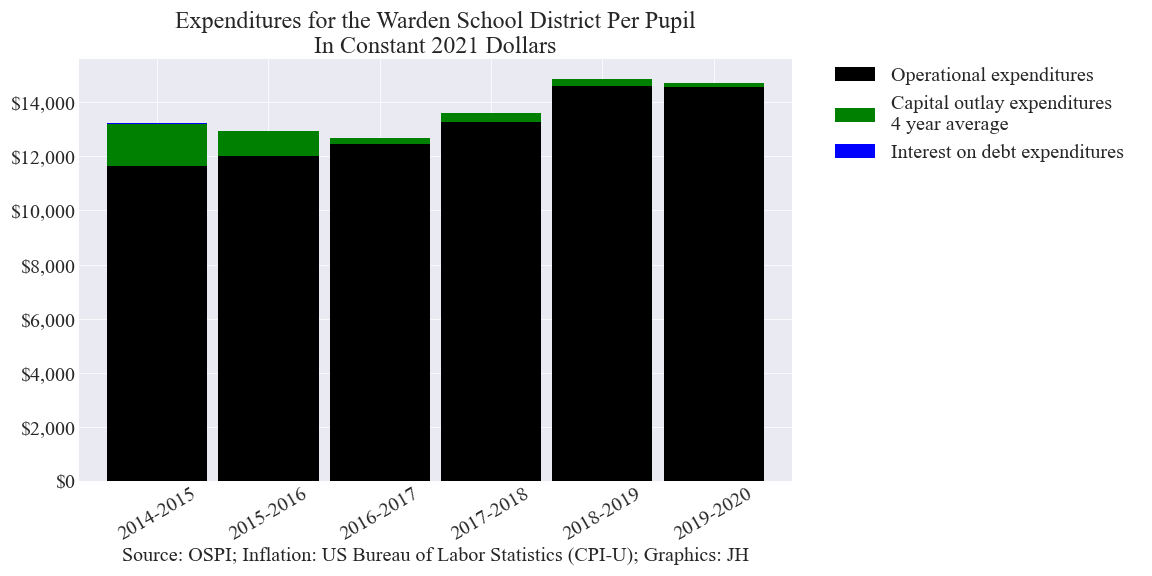 Expenditures for the Warden School District Per Pupil
In Constant 2021 Dollars
$14,000
$12,000
$10,000
$8,000
$6,000
$4,000
$2,000
$0
2014-2015
2015-2016
2016-2017
2017-2018
2018-2019
2019-2020
Operational expenditures
Capital outlay expenditures
4 year average
Interest on debt expenditures
Source: OSPI; Inflation: US Bureau of Labor Statistics (CPI-U); Graphics: JH